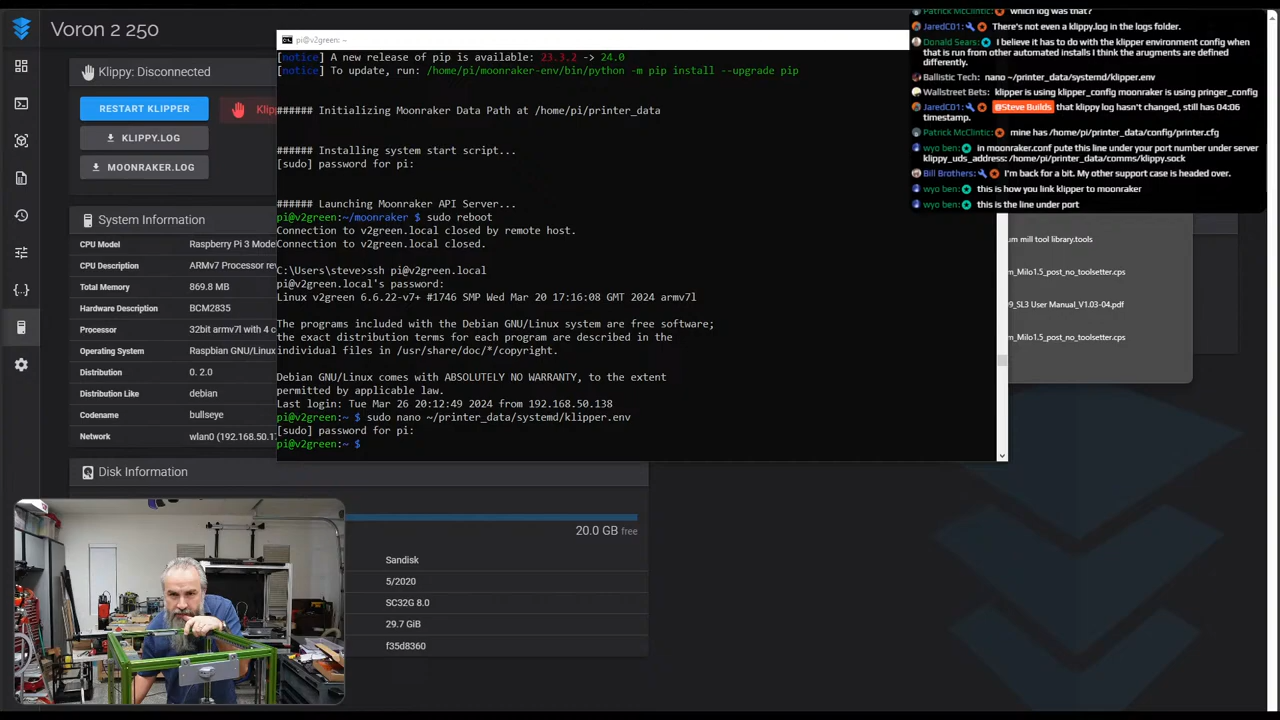 Voron 2 250
Klippy: Disconnected
RESTART KLIPPER
Klip
KLIPPY.LOG
MOONRAKER.LOG
System Information
CPU Model Raspberry Pi 3 Mode
CPU Description ARMv7 Processor re
Total Memory 869.8 MB
Hardware Description BCM2835
Processor 32bit armv7l with 4 c
Operating System Raspbian GNU/Linux
Distribution 0. 2.0
Distribution Like debian
Codename bullseye
Network wlan0 (192.168.50.1
Disk Information
20.0 GB free
Sandisk
5/2020
SC32G 8.0
29.7 GiB
f35d8360
pi@v2green: ~
[notice] A new release of pip is available: 23.3.2 -> 24.0
[notice] To update, run: /home/pi/moonraker-env/bin/python -m pip install --upgrade pip
###### Initializing Moonraker Data Path at /home/pi/printer_data
###### Installing system start script...
[sudo] password for pi:
###### Launching Moonraker API Server...
pi@v2green:~/moonraker $ sudo reboot
Connection to v2green.local closed by remote host.
Connection to v2green.local closed.
C:\Users\steve>ssh pi@v2green.local
pi@v2green.local's password:
Linux v2green 6.6.22-v7+ #1746 SMP Wed Mar 20 17:16:08 GMT 2024 armv7l
The programs included with the Debian GNU/Linux system are free software;
the exact distribution terms for each program are described in the
individual files in /usr/share/doc/*/copyright.
Debian GNU/Linux comes with ABSOLUTELY NO WARRANTY, to the extent
permitted by applicable law.
Last login: Tue Mar 26 20:12:49 2024 from 192.168.50.138
pi@v2green:~ $ sudo nano ~/printer_data/systemd/klipper.env
[sudo] password for pi:
pi@v2green:~ $
Patrick McClintic: which log was that?
JaredC01: There's not even a klippy.log in the logs folder.
Donald Sears: I believe it has to do with the klipper environment config when
that is run from other automated installs I think the arugments are defined
differently.
Ballistic Tech: nano ~/printer_data/systemd/klipper.env
Wallstreet Bets: klipper is using klipper_config moonraker is using pringer_config
JaredC01: @Steve Builds that klippy log hasn't changed, still has 04:06
timestamp.
Patrick McClintic: mine has /home/pi/printer_data/config/printer.cfg
wyo ben: in moonraker.conf pute this line under your port number under server
klippy_uds_address: /home/pi/printer_data/comms/klippy.sock
Bill Brothers: I'm back for a bit. My other support case is headed over.
wyo ben: this is how you link klipper to moonraker
wyo ben: this is the line under port
um mill tool library.tools
m_Milo1.5_post_no_toolsetter.cps
09_SL3 User Manual_V1.03-04.pdf
m_Milo1.5_post_no_toolsetter.cps